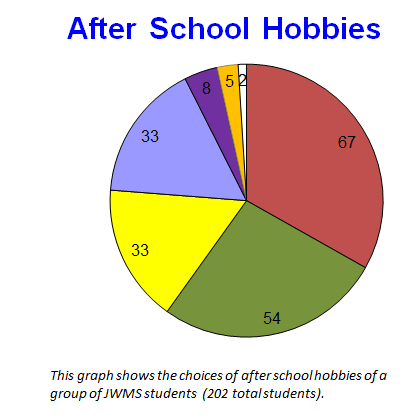 After School Hobbies
2
5
8
67
33
33
54
This graph shows the choices of after school hobbies of a
group of JWMS students (202 total students).